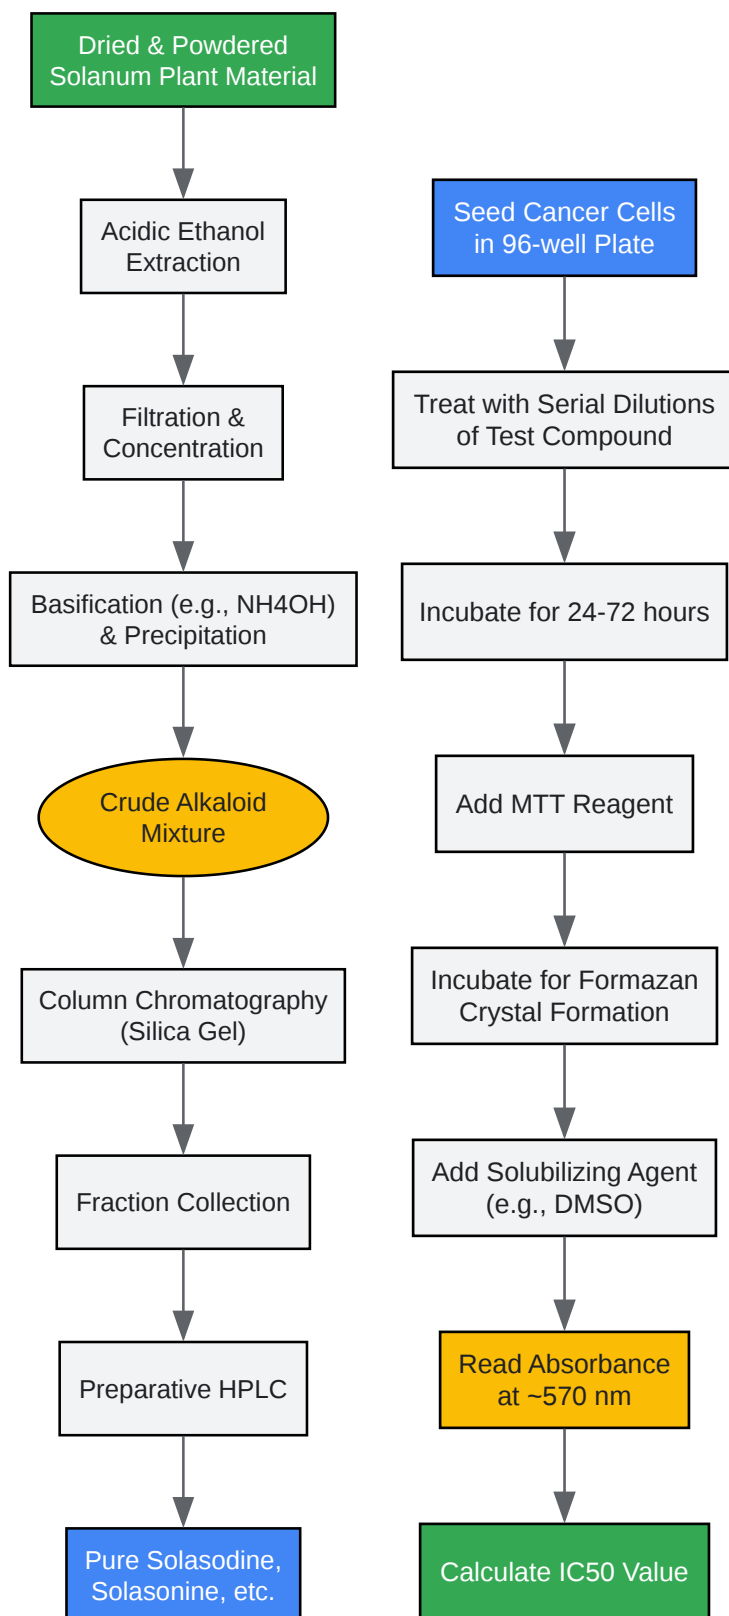 Dried & Powdered
Solanum Plant Material
Acidic Ethanol
Extraction
Filtration &
Concentration
Basification (e.g., NH4OH)
& Precipitation
Crude Alkaloid
Mixture
Column Chromatography
(Silica Gel)
Fraction Collection
Preparative HPLC
Pure Solasodine,
Solasonine, etc.
Seed Cancer Cells
in 96-well Plate
Treat with Serial Dilutions
of Test Compound
Incubate for 24-72 hours
Add MTT Reagent
Incubate for Formazan
Crystal Formation
Add Solubilizing Agent
(e.g., DMSO)
Read Absorbance
at ~570 nm
Calculate IC50 Value